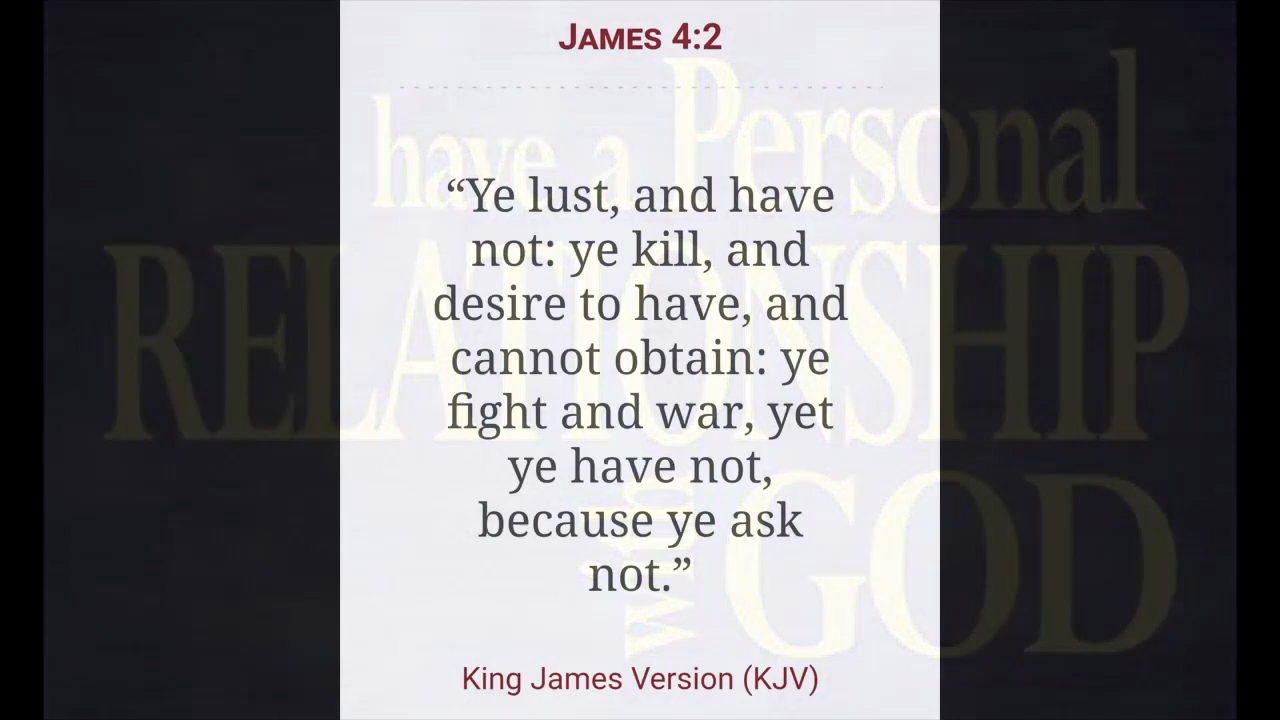 JAMES 4:2
have a Personal
RELATIONSHIP
with
GOD
“Ye lust, and have
not: ye kill, and
desire to have, and
cannot obtain: ye
fight and war, yet
ye have not,
because ye ask
not.”
King James Version (KJV)